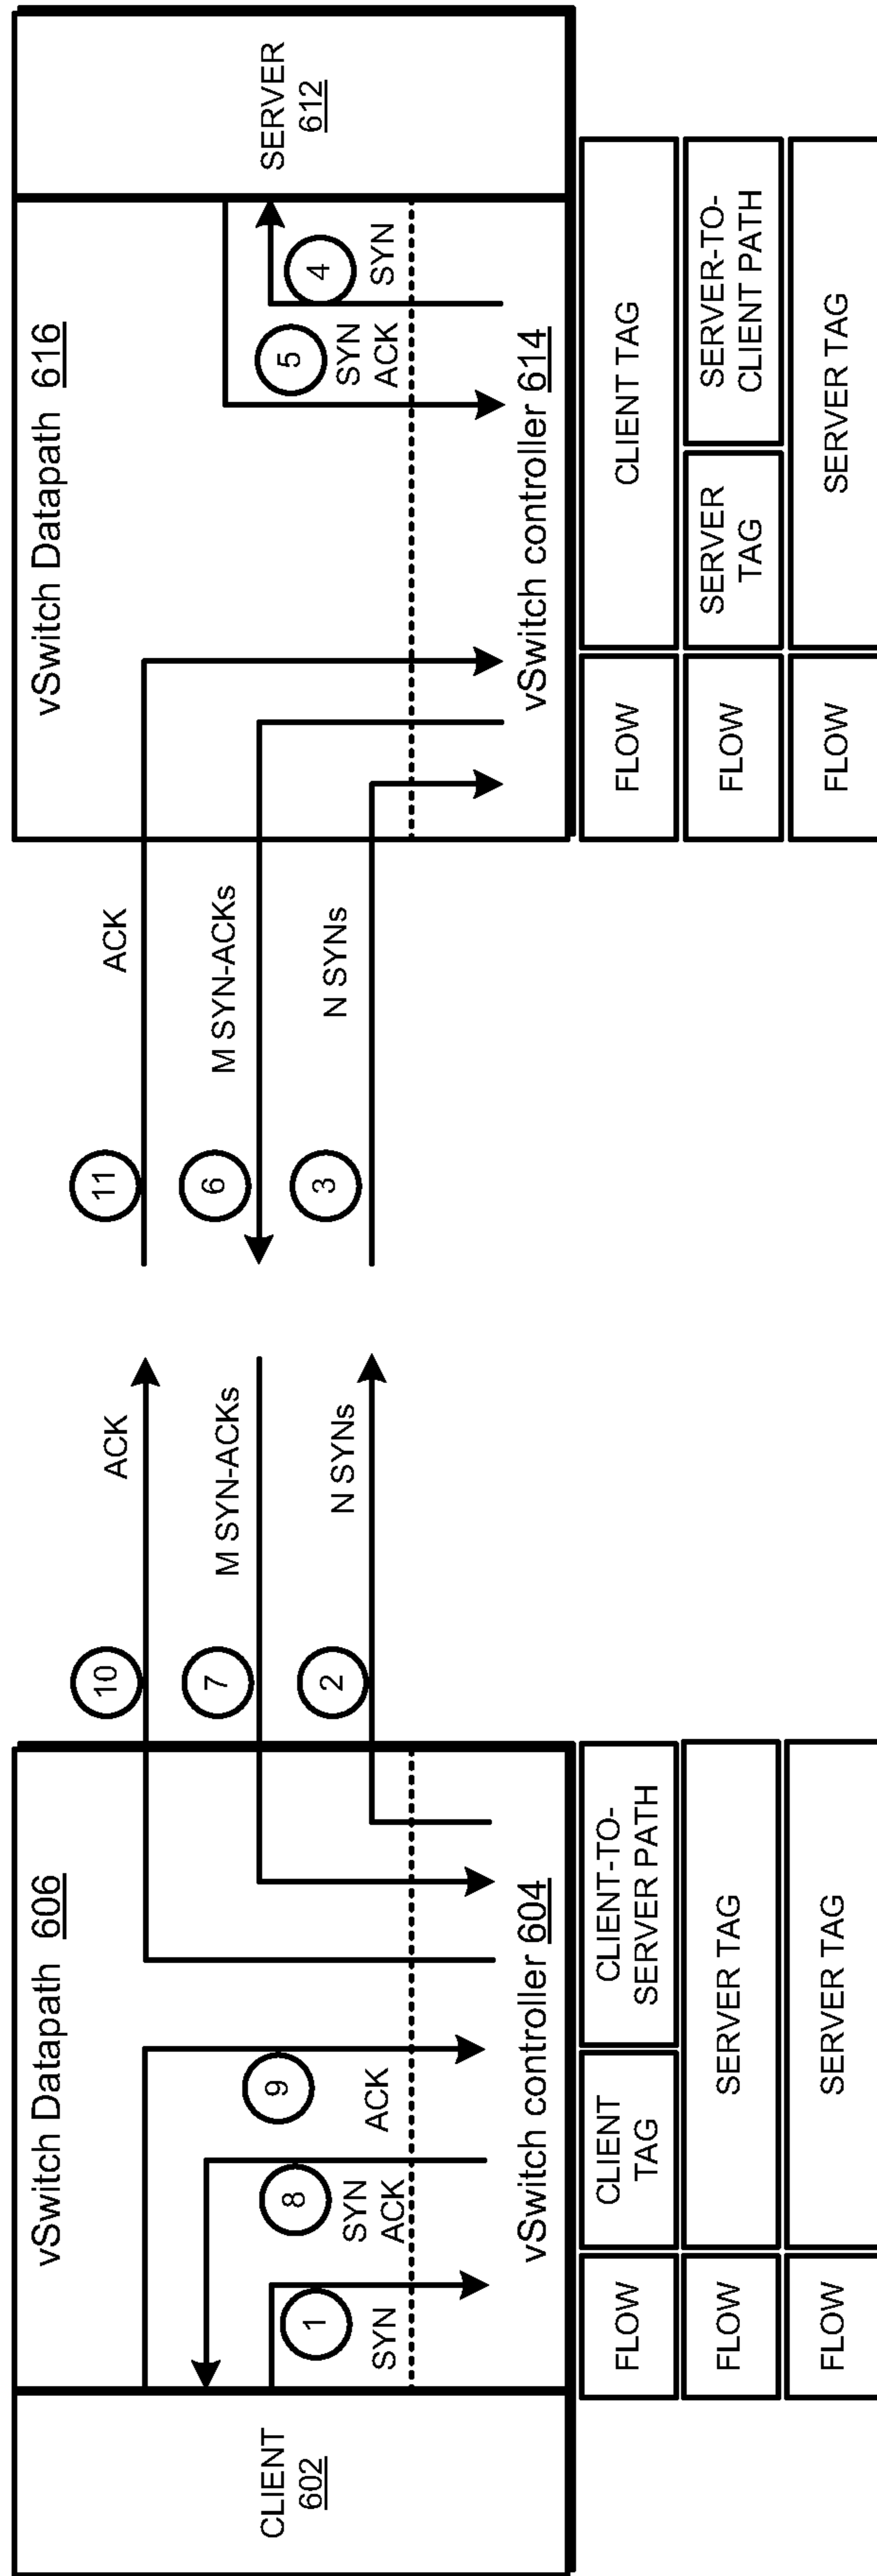 CLIENT
602
vSwitch Datapath 606
1
SYN
8
SYN
ACK
9
ACK
vSwitch controller 604
FLOW
CLIENT
TAG
CLIENT-TO-
SERVER PATH
FLOW
SERVER TAG
FLOW
SERVER TAG
10
ACK
7
M SYN-ACKs
2
N SYNs
11
ACK
6
M SYN-ACKs
3
N SYNs
vSwitch Datapath 616
5
SYN
ACK
4
SYN
vSwitch controller 614
SERVER
612
FLOW
CLIENT TAG
FLOW
SERVER
TAG
SERVER-TO-
CLIENT PATH
FLOW
SERVER TAG